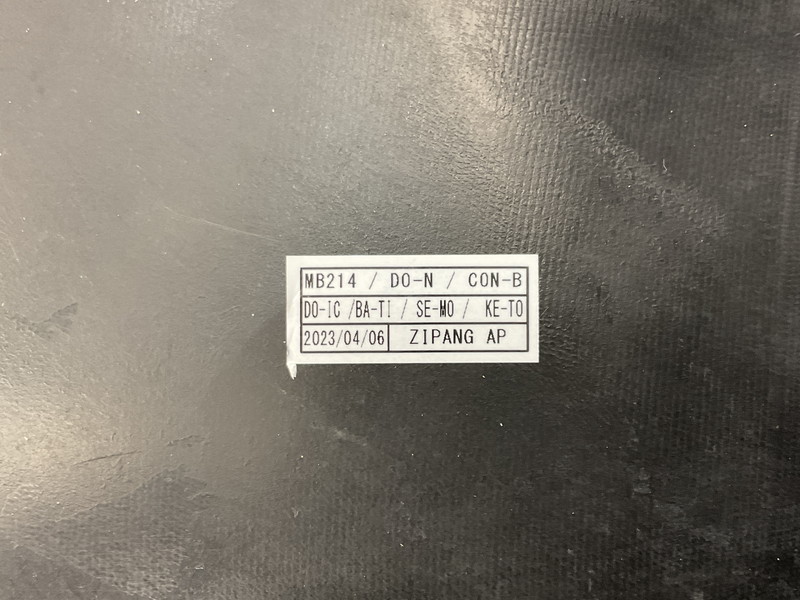 MB214 / DO-N / CON-B
DO-IC /BA-TI / SE-MO / KE-TO
2023/04/06 ZIPANG AP